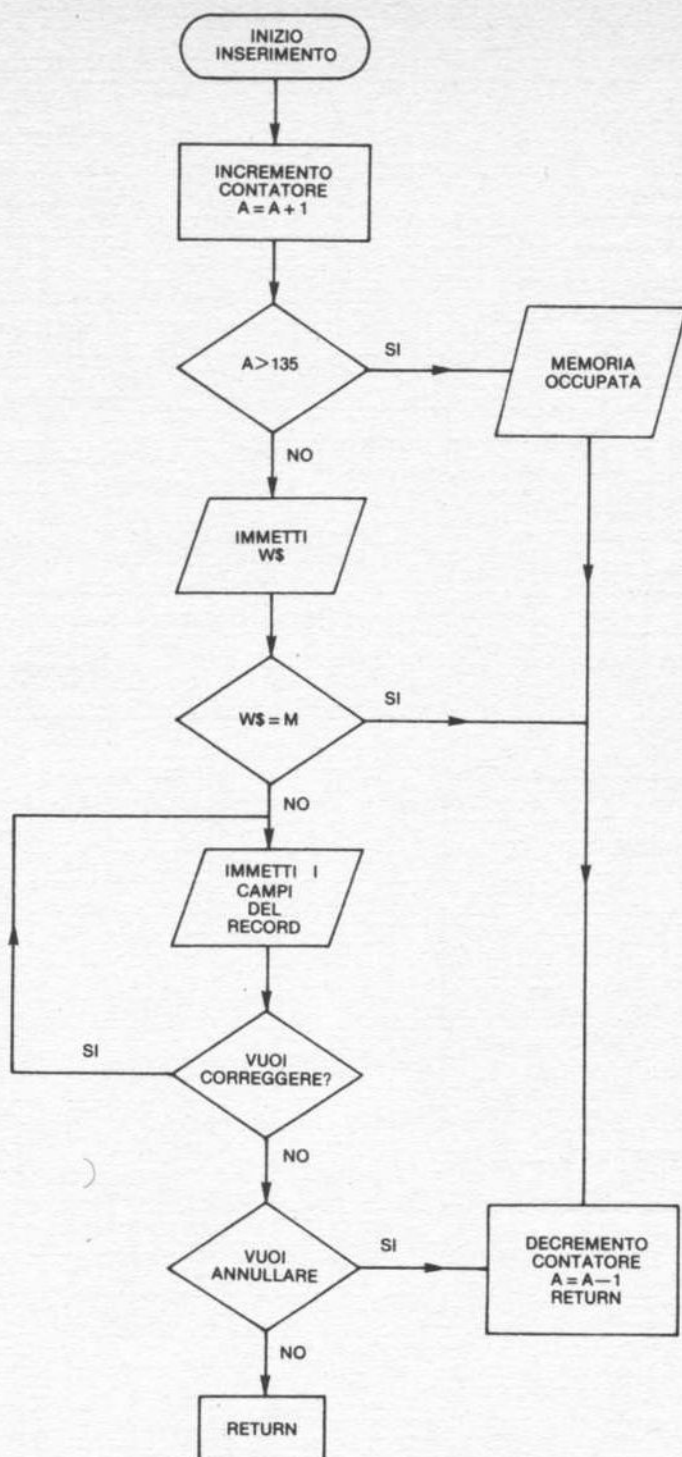 INIZIO
INSERIMENTO
INCREMENTO
CONTATORE
A = A + 1
A > 135
SI
MEMORIA
OCCUPATA
NO
IMMETTI
W$
W$ = M
SI
NO
IMMETTI I
CAMPI
DEL
RECORD
VUOI
CORREGGERE?
SI
NO
VUOI
ANNULLARE
SI
DECREMENTO
CONTATORE
A = A — 1
RETURN
NO
RETURN